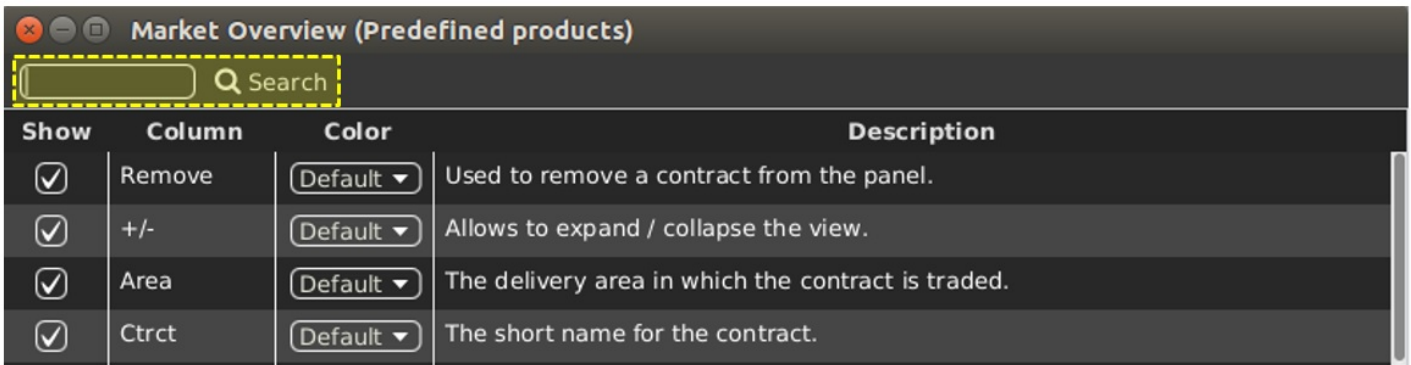 Market Overview (Predefined products)
Search
Show Column Color Description
Remove Default Used to remove a contract from the panel.
+/- Default Allows to expand / collapse the view.
Area Default The delivery area in which the contract is traded.
Ctrct Default The short name for the contract.